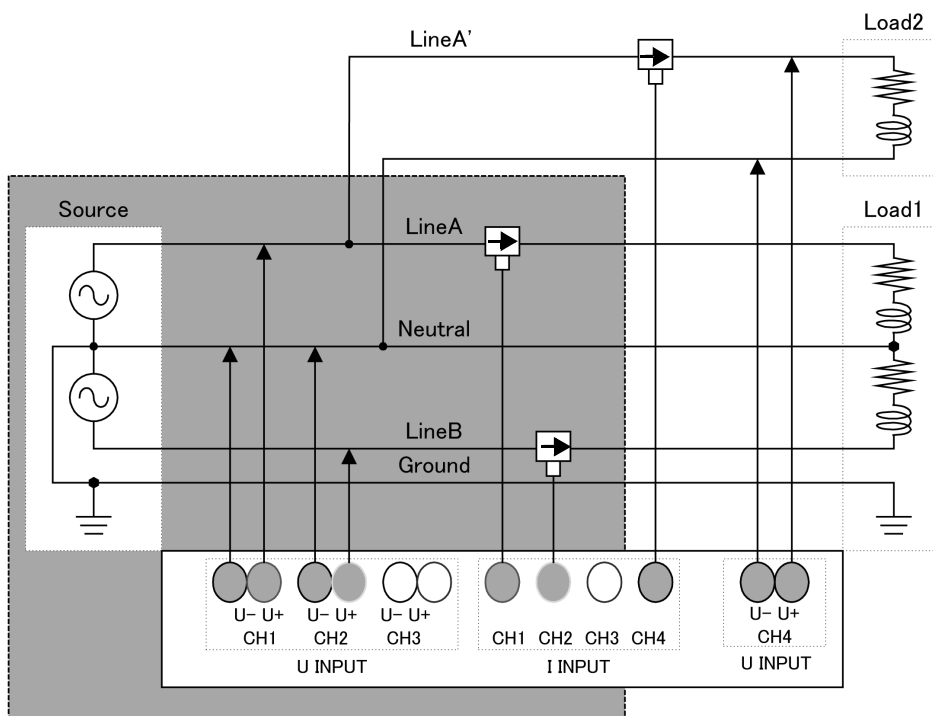 LineA' Load2
Source LineA Load1
Neutral
LineB
Ground
U- U+ U- U+ U- U+ U- U+
CH1 CH2 CH3 CH1 CH2 CH3 CH4 CH4
U INPUT I INPUT U INPUT